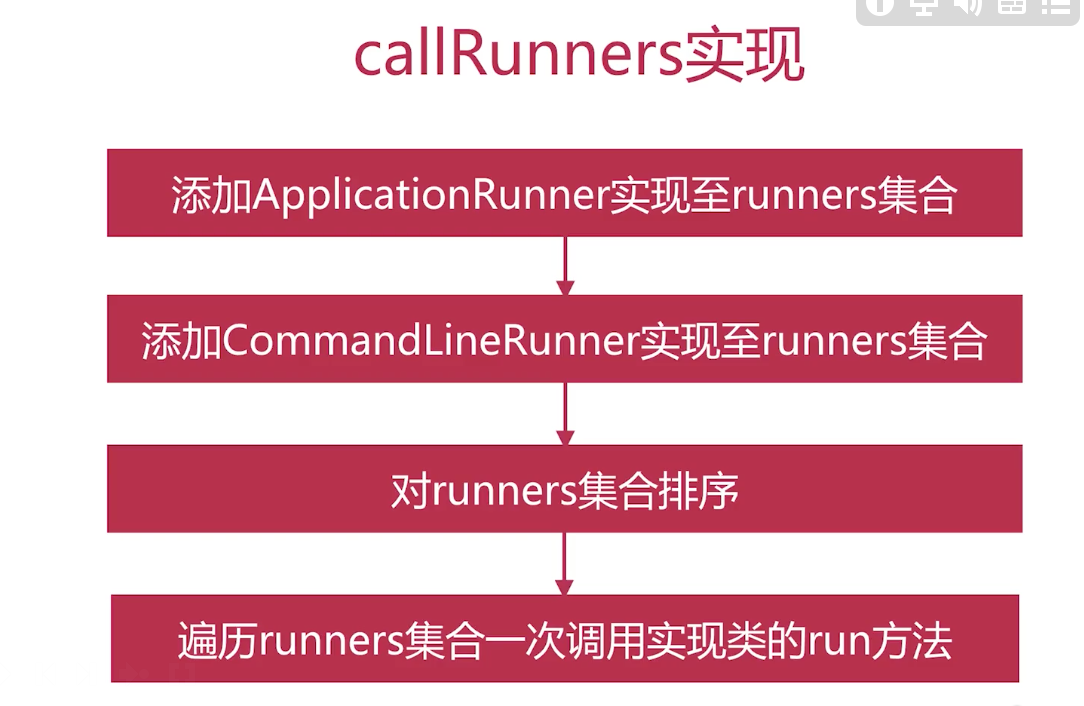 callRunners实现
添加ApplicationRunner实现至runners集合
添加CommandLineRunner实现至runners集合
对runners集合排序
遍历runners集合一次调用实现类的run方法